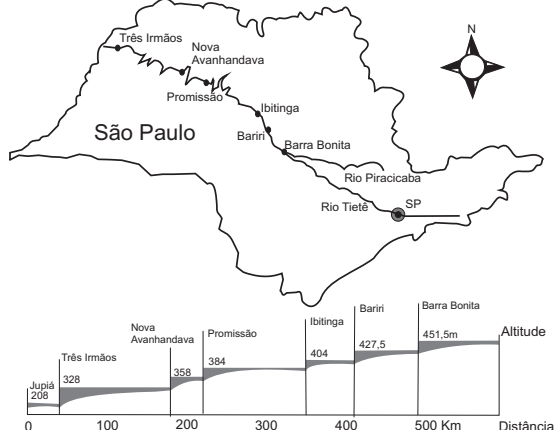 N
Três Irmãos
Nova
Avanhandava
Promissão
Ibitinga
São Paulo
Bariri
Barra Bonita
Rio Piracicaba
Rio Tietê
SP
Barra Bonita
Bariri
Ibitinga
451,5m
Altitude
Nova
Avanhandava
Promissão
427,5
404
Três Irmãos
384
358
Jupiá
328
208
0
100
200
300
400
500 Km
Distância